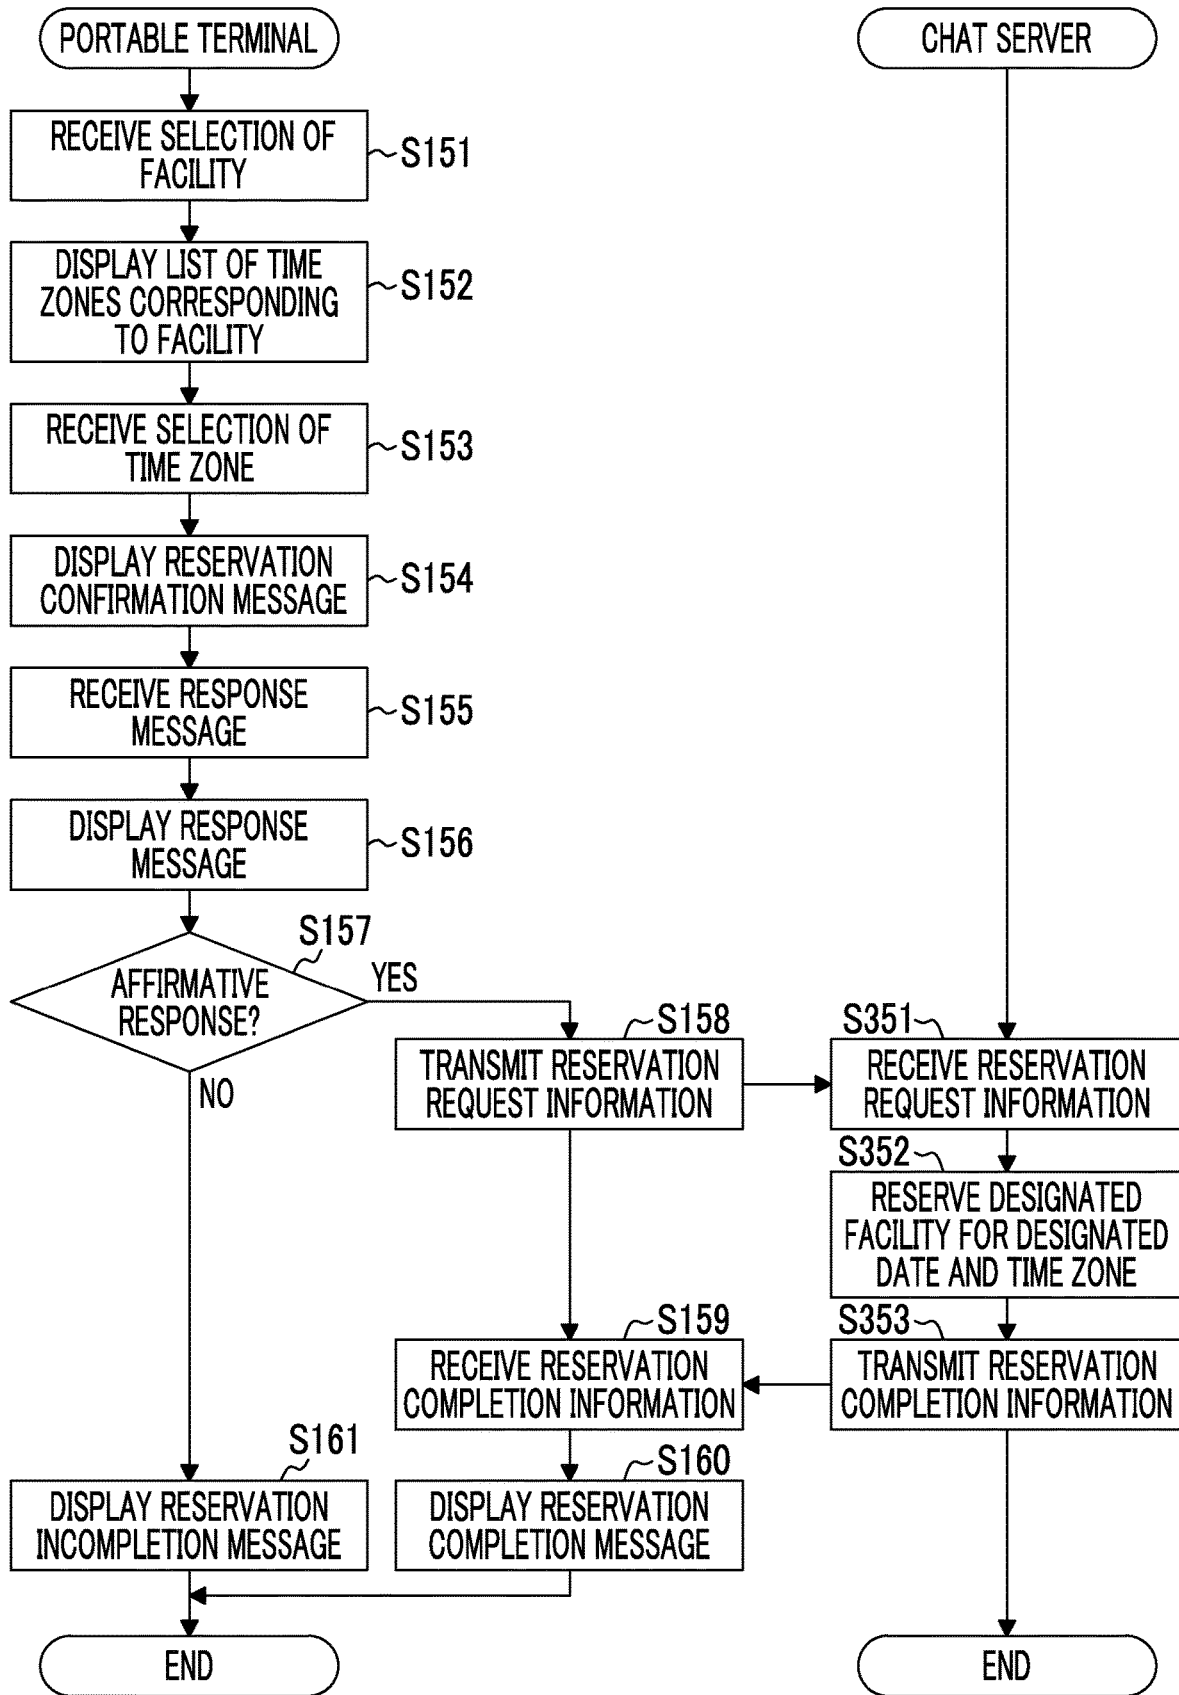 PORTABLE TERMINAL
CHAT SERVER
RECEIVE SELECTION OF
FACILITY
S151
DISPLAY LIST OF TIME
ZONES CORRESPONDING
TO FACILITY
S152
RECEIVE SELECTION OF
TIME ZONE
S153
DISPLAY RESERVATION
CONFIRMATION MESSAGE
S154
RECEIVE RESPONSE
MESSAGE
S155
DISPLAY RESPONSE
MESSAGE
S156
S157
AFFIRMATIVE
RESPONSE?
YES
NO
S158
TRANSMIT RESERVATION
REQUEST INFORMATION
S351
RECEIVE RESERVATION
REQUEST INFORMATION
S352
RESERVE DESIGNATED
FACILITY FOR DESIGNATED
DATE AND TIME ZONE
S159
RECEIVE RESERVATION
COMPLETION INFORMATION
S353
TRANSMIT RESERVATION
COMPLETION INFORMATION
S161
DISPLAY RESERVATION
INCOMPLETION MESSAGE
S160
DISPLAY RESERVATION
COMPLETION MESSAGE
END
END